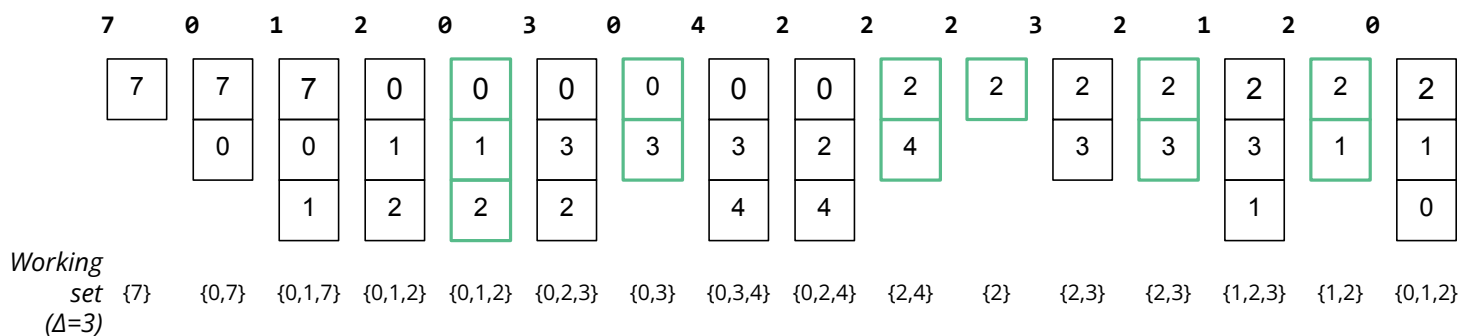 7 0 1 2 0 3 0 4 2 2 2 3 2 1 2 0
7 7 7 0 0 0 0 0 0 2 2 2 2 2 2 2
0 0 1 1 3 3 3 2 4 3 3 3 1 1
1 2 2 2 4 4 1 0
Working
set {7} {0,7} {0,1,7} {0,1,2} {0,1,2} {0,2,3} {0,3} {0,3,4} {0,2,4} {2,4} {2} {2,3} {2,3} {1,2,3} {1,2} {0,1,2}
(Δ=3)